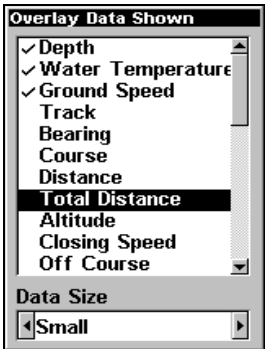 Overlay Data Shown
✓ Depth
✓ Water Temperature
✓ Ground Speed
Track
Bearing
Course
Distance
Total Distance
Altitude
Closing Speed
Off Course
Data Size
Small